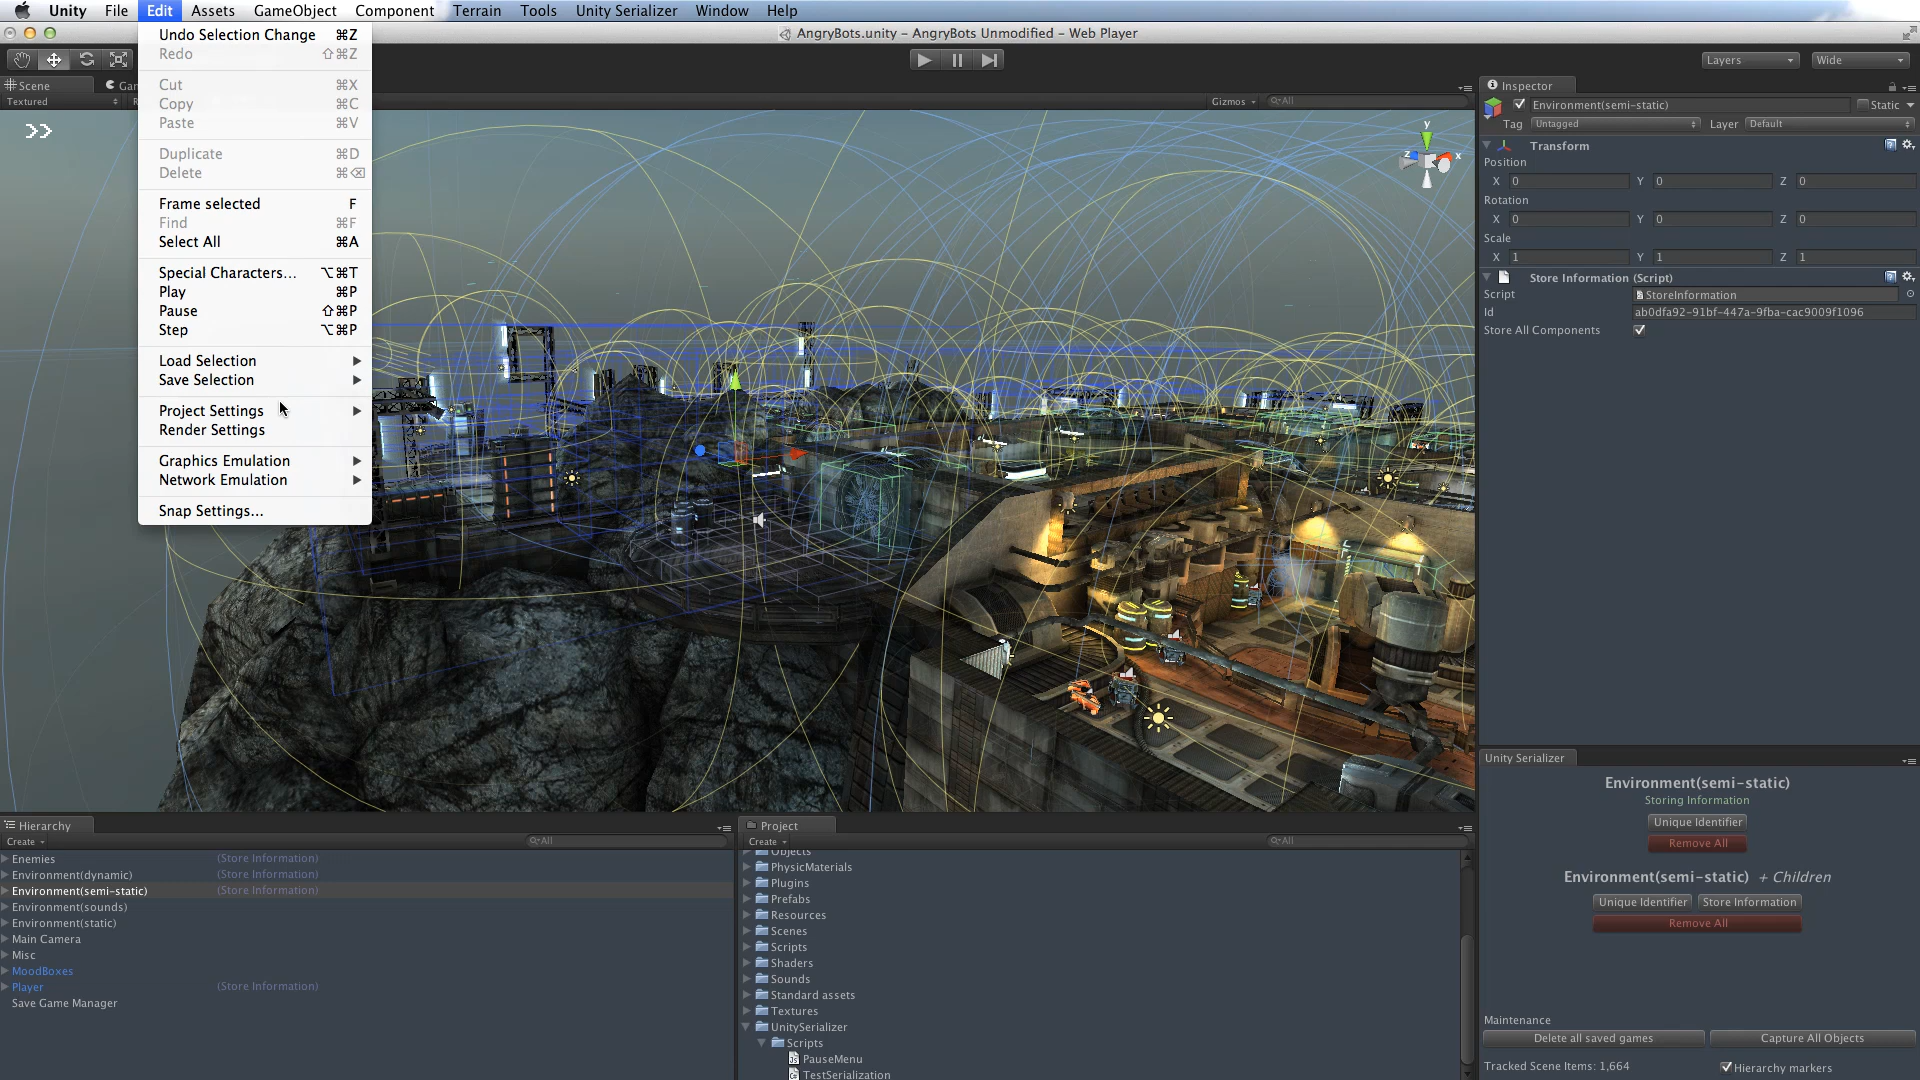 Unity File Edit Assets GameObject Component Terrain Tools Unity Serializer Window Help
AngryBots.unity – AngryBots Unmodified – Web Player
Layers Wide
Scene
Textured
Gizmos All
>>
Undo Selection Change ⌘Z
Redo ⇧⌘Z
Cut ⌘X
Copy ⌘C
Paste ⌘V
Duplicate ⌘D
Delete ⌘⌫
Frame selected F
Find ⌘F
Select All ⌘A
Special Characters... ⌥⌘T
Play ⌘P
Pause ⇧⌘P
Step ⌥⌘P
Load Selection
Save Selection
Project Settings
Render Settings
Graphics Emulation
Network Emulation
Snap Settings...
y
z x
Inspector
Environment(semi-static) Static
Tag Untagged Layer Default
Transform
Position
X 0 Y 0 Z 0
Rotation
X 0 Y 0 Z 0
Scale
X 1 Y 1 Z 1
Store Information (Script)
Script StoreInformation
Id ab0dfa92-91bf-447a-9fba-cac9009f1096
Store All Components
Hierarchy
Create All
Enemies (Store Information)
Environment(dynamic) (Store Information)
Environment(semi-static) (Store Information)
Environment(sounds)
Environment(static)
Main Camera
Misc
MoodBoxes
Player (Store Information)
Save Game Manager
Project
Create All
Objects
PhysicMaterials
Plugins
Prefabs
Resources
Scenes
Scripts
Shaders
Sounds
Standard assets
Textures
UnitySerializer
Scripts
PauseMenu
TestSerialization
Unity Serializer
Environment(semi-static)
Storing Information
Unique Identifier
Remove All
Environment(semi-static) + Children
Unique Identifier Store Information
Remove All
Maintenance
Delete all saved games Capture All Objects
Tracked Scene Items: 1,664 Hierarchy markers